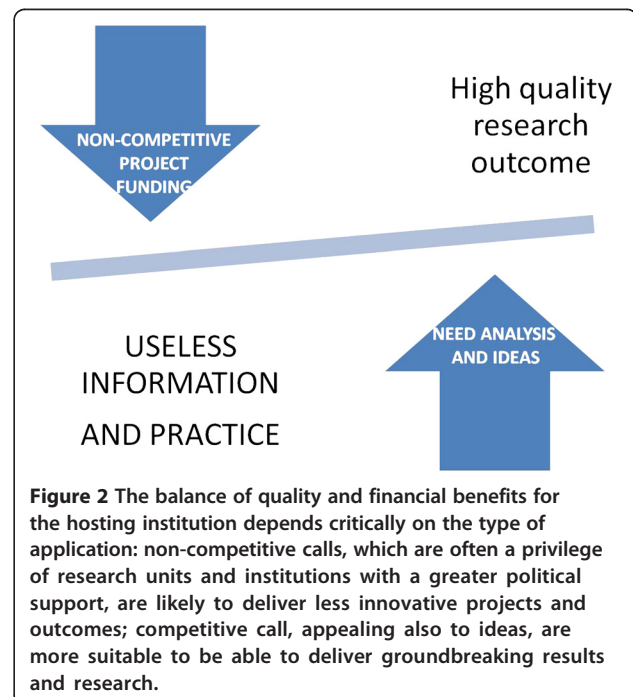 NON-COMPETITIVE
PROJECT
FUNDING
High quality
research
outcome
USELESS
INFORMATION
AND PRACTICE
NEED ANALYSIS
AND IDEAS
Figure 2 The balance of quality and financial benefits for
the hosting institution depends critically on the type of
application: non-competitive calls, which are often a privilege
of research units and institutions with a greater political
support, are likely to deliver less innovative projects and
outcomes; competitive call, appealing also to ideas, are
more suitable to be able to deliver groundbreaking results
and research.